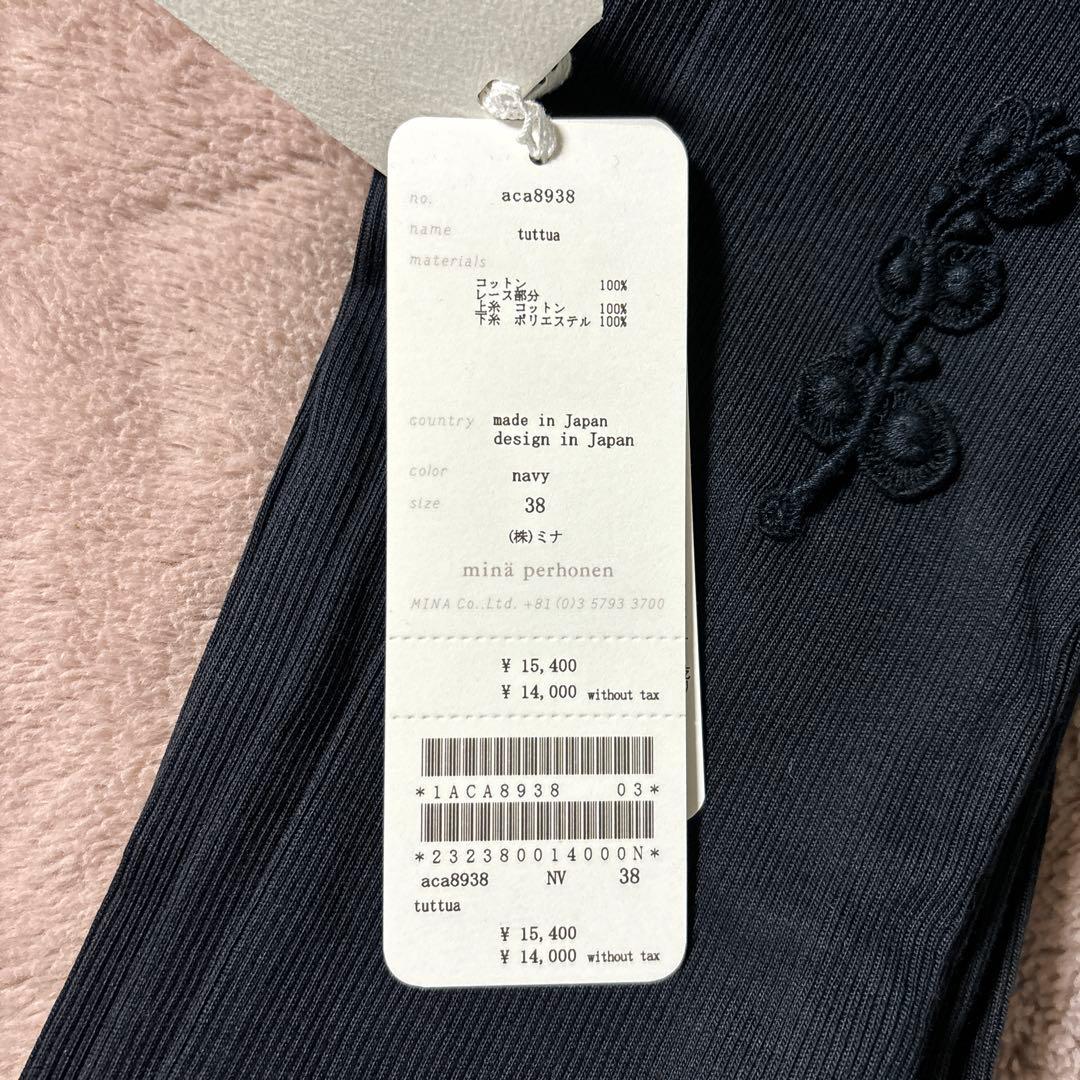 no. aca8938
name tuttua
materials
コットン 100%
レース部分
上糸 コットン 100%
下糸 ポリエステル 100%
country made in Japan
design in Japan
color navy
size 38
(株)ミナ
minä perhonen
MINA Co.,Ltd. +81(0)3 5793 3700
¥ 15,400
¥ 14,000 without tax
*1ACA8938 03*
*232380014000N*
aca8938 NV 38
tuttua
¥ 15,400
¥ 14,000 without tax